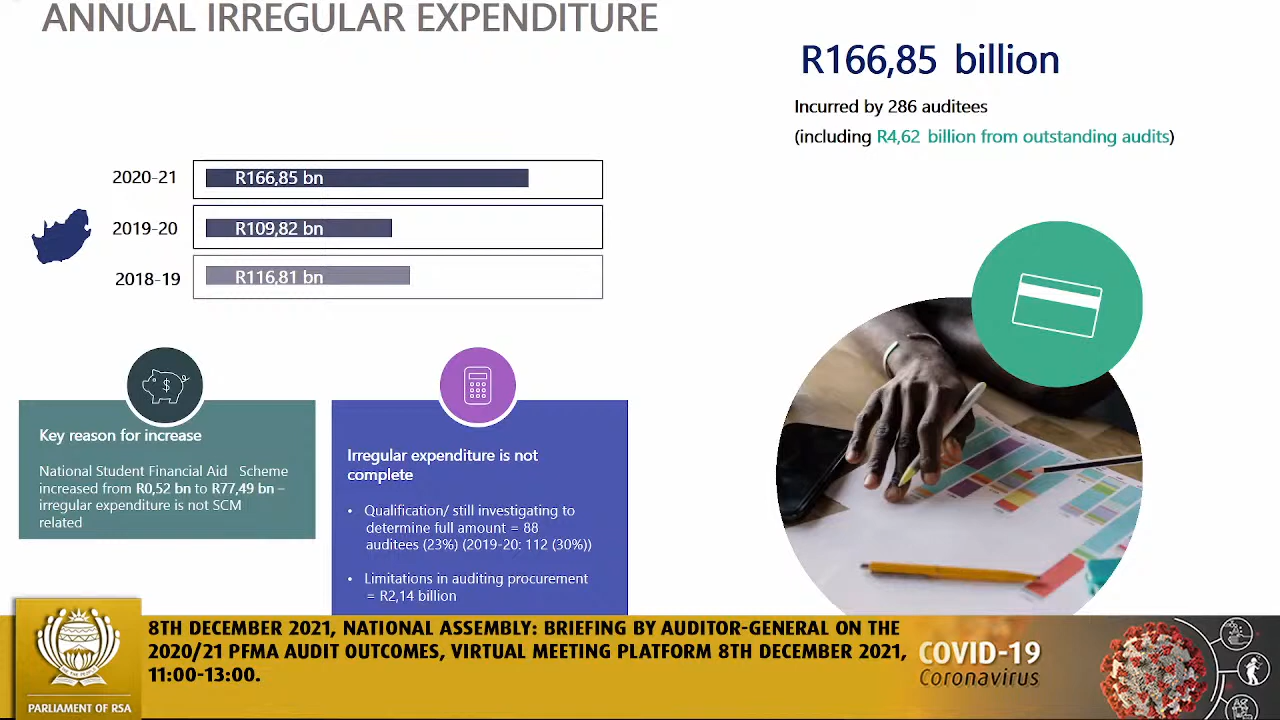 ANNUAL IRREGULAR EXPENDITURE
R166,85 billion
Incurred by 286 auditees
(including R4,62 billion from outstanding audits)
2020-21 R166,85 bn
2019-20 R109,82 bn
2018-19 R116,81 bn
Key reason for increase
National Student Financial Aid Scheme
increased from R0,52 bn to R77,49 bn –
irregular expenditure is not SCM
related
Irregular expenditure is not
complete
• Qualification/ still investigating to
determine full amount = 88
auditees (23%) (2019-20: 112 (30%))
• Limitations in auditing procurement
= R2,14 billion
8TH DECEMBER 2021, NATIONAL ASSEMBLY: BRIEFING BY AUDITOR-GENERAL ON THE
2020/21 PFMA AUDIT OUTCOMES, VIRTUAL MEETING PLATFORM 8TH DECEMBER 2021,
11:00-13:00.
PARLIAMENT OF RSA
COVID-19
Coronavirus